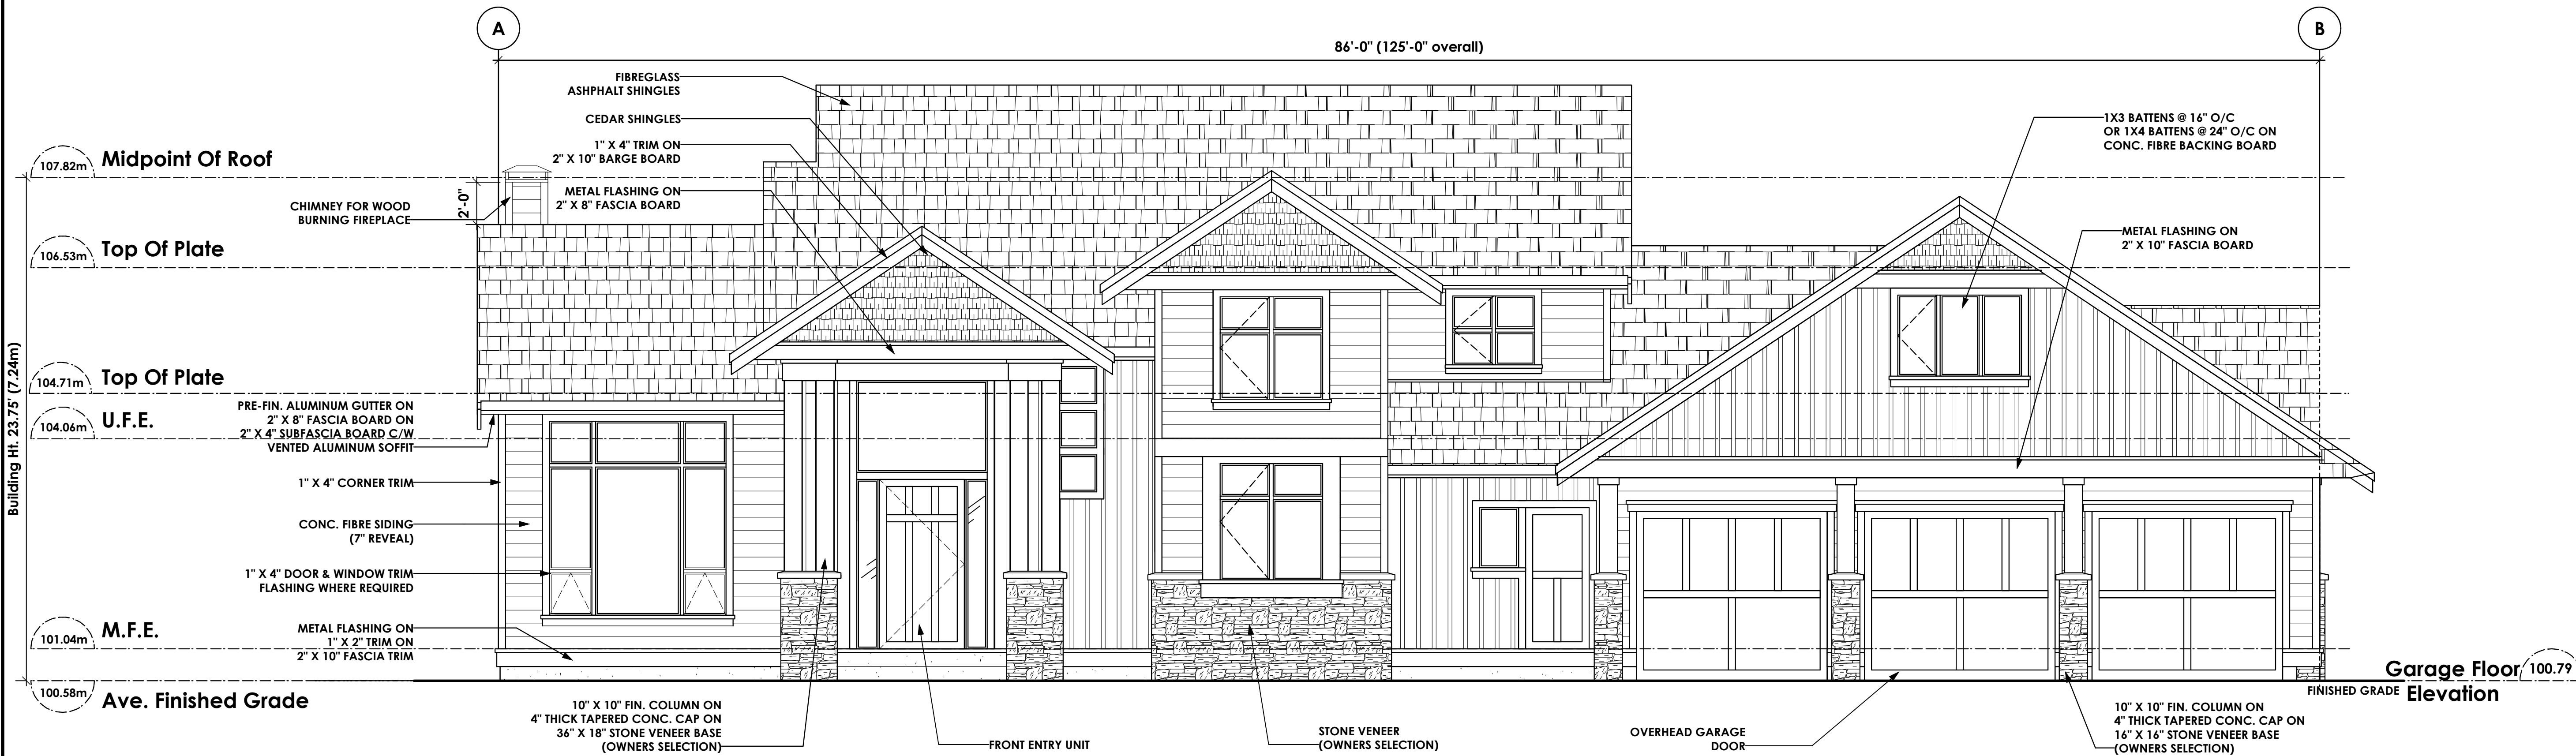 A
B
86'-0" (125'-0" overall)
FIBREGLASS
ASHPHALT SHINGLES
CEDAR SHINGLES
1" X 4" TRIM ON
2" X 10" BARGE BOARD
METAL FLASHING ON
2" X 8" FASCIA BOARD
1X3 BATTENS @ 16" O/C
OR 1X4 BATTENS @ 24" O/C ON
CONC. FIBRE BACKING BOARD
107.82m
Midpoint Of Roof
2'-0"
CHIMNEY FOR WOOD
BURNING FIREPLACE
METAL FLASHING ON
2" X 10" FASCIA BOARD
106.53m
Top Of Plate
Building Ht. 23.75' (7.24m)
104.71m
Top Of Plate
104.06m
U.F.E.
PRE-FIN. ALUMINUM GUTTER ON
2" X 8" FASCIA BOARD ON
2" X 4" SUBFASCIA BOARD C/W
VENTED ALUMINUM SOFFIT
1" X 4" CORNER TRIM
CONC. FIBRE SIDING
(7" REVEAL)
1" X 4" DOOR & WINDOW TRIM
FLASHING WHERE REQUIRED
101.04m
M.F.E.
METAL FLASHING ON
1" X 2" TRIM ON
2" X 10" FASCIA TRIM
100.58m
Ave. Finished Grade
Garage Floor
Elevation
100.79
FINISHED GRADE
10" X 10" FIN. COLUMN ON
4" THICK TAPERED CONC. CAP ON
36" X 18" STONE VENEER BASE
(OWNERS SELECTION)
FRONT ENTRY UNIT
STONE VENEER
(OWNERS SELECTION)
OVERHEAD GARAGE
DOOR
10" X 10" FIN. COLUMN ON
4" THICK TAPERED CONC. CAP ON
16" X 16" STONE VENEER BASE
(OWNERS SELECTION)